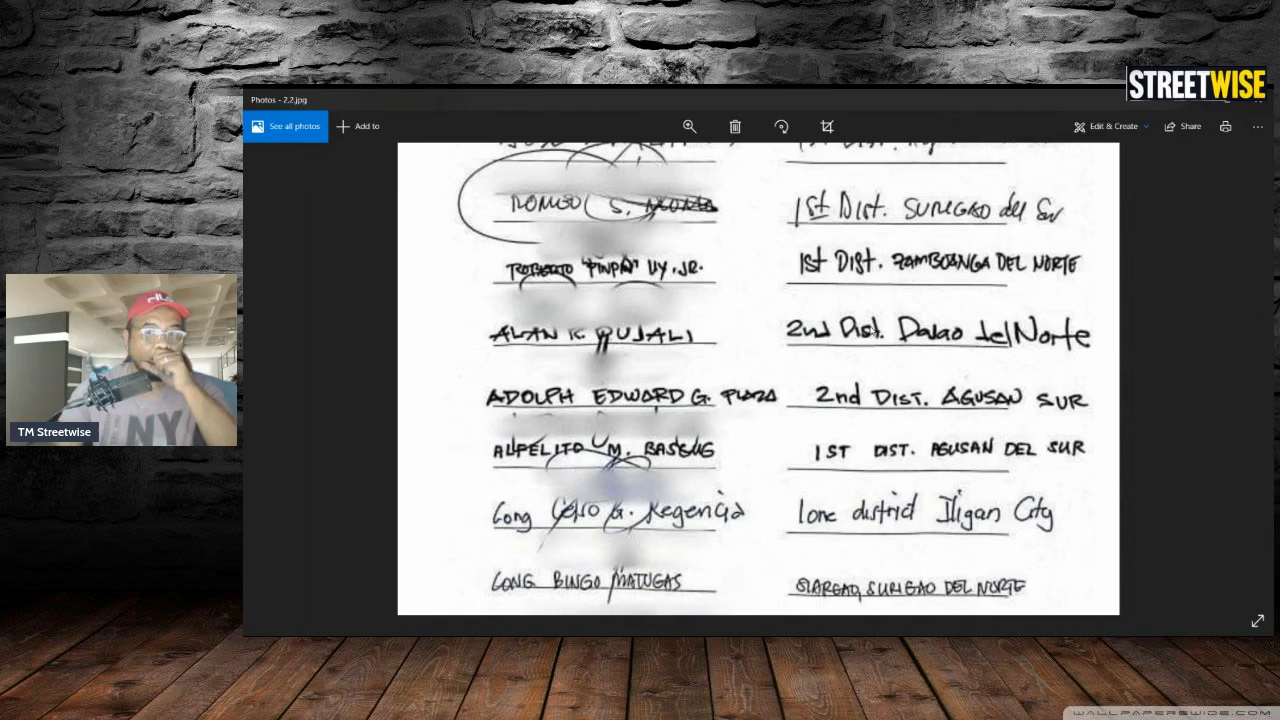 STREETWISE
Photos - 2.2.jpg
See all photos
Add to
Edit & Create
Share
ROMEO S. MOMO 1St Dist. SURIGAO del Sur
ROBERTO "PINPIN" UY, JR. 1St DIST. ZAMBOANGA DEL NORTE
ALAN R. DUJALI 2nd Dist. Davao del Norte
ADOLPH EDWARD G. PLAZA 2nd DIST. AGUSAN SUR
ALFELITO M. BASCUG 1ST DIST. AGUSAN DEL SUR
Cong Celso G. Regencia lone district Iligan City
CONG. BINGO MATUGAS SIARGAO, SURIGAO DEL NORTE
TM Streetwise
NY
WALLPAPERSWIDE.COM